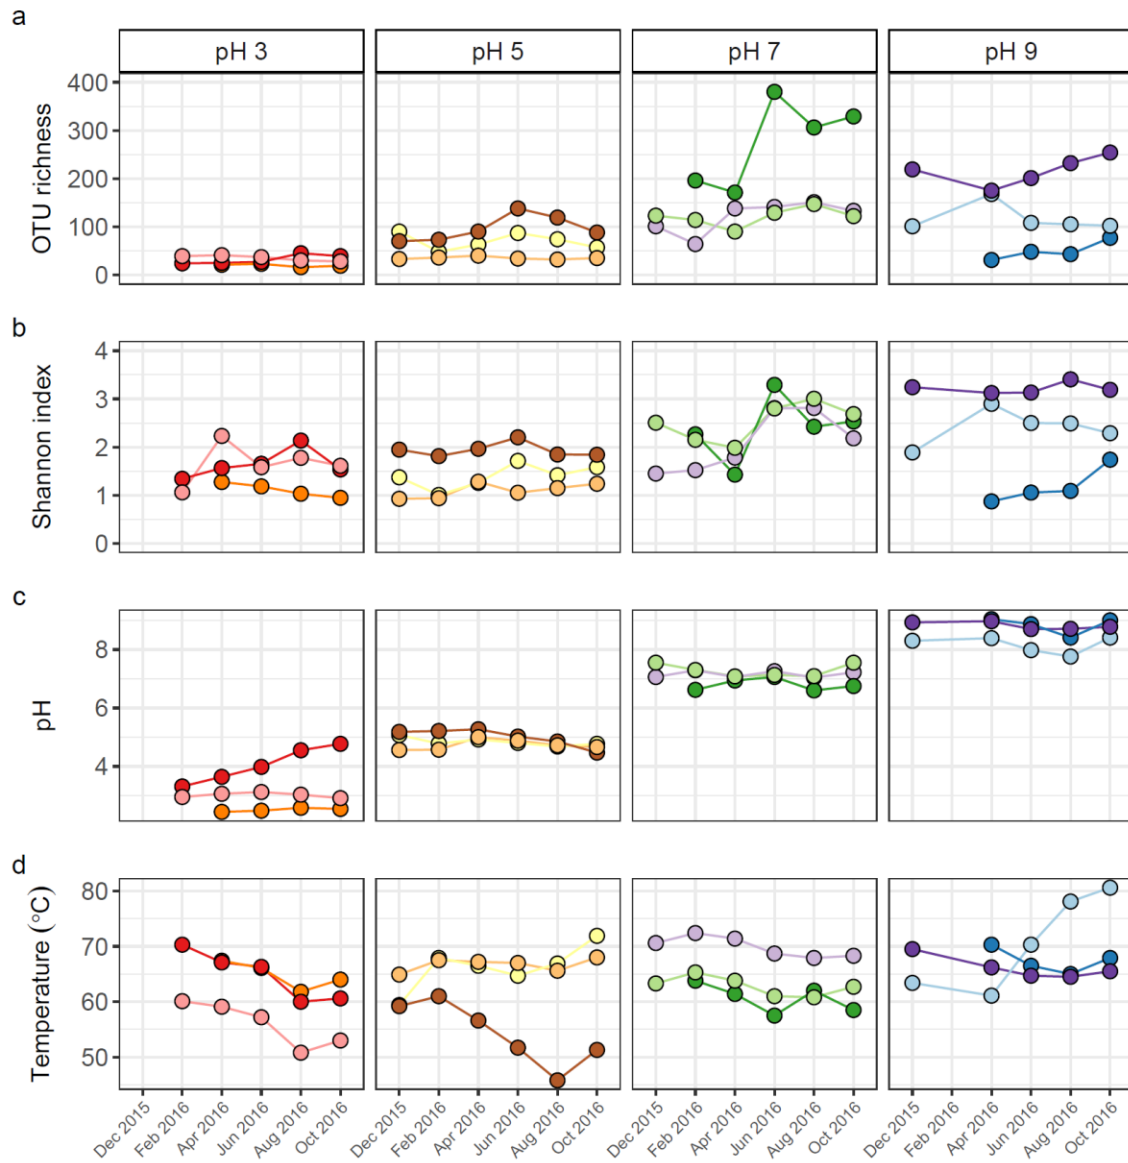 a
pH 3 pH 5 pH 7 pH 9
OTU richness
400
300
200
100
0
b
Shannon index
4
3
2
1
0
c
pH
8
6
4
d
Temperature (°C)
80
70
60
50
Dec 2015 Feb 2016 Apr 2016 Jun 2016 Aug 2016 Oct 2016 Dec 2015 Feb 2016 Apr 2016 Jun 2016 Aug 2016 Oct 2016 Dec 2015 Feb 2016 Apr 2016 Jun 2016 Aug 2016 Oct 2016 Dec 2015 Feb 2016 Apr 2016 Jun 2016 Aug 2016 Oct 2016